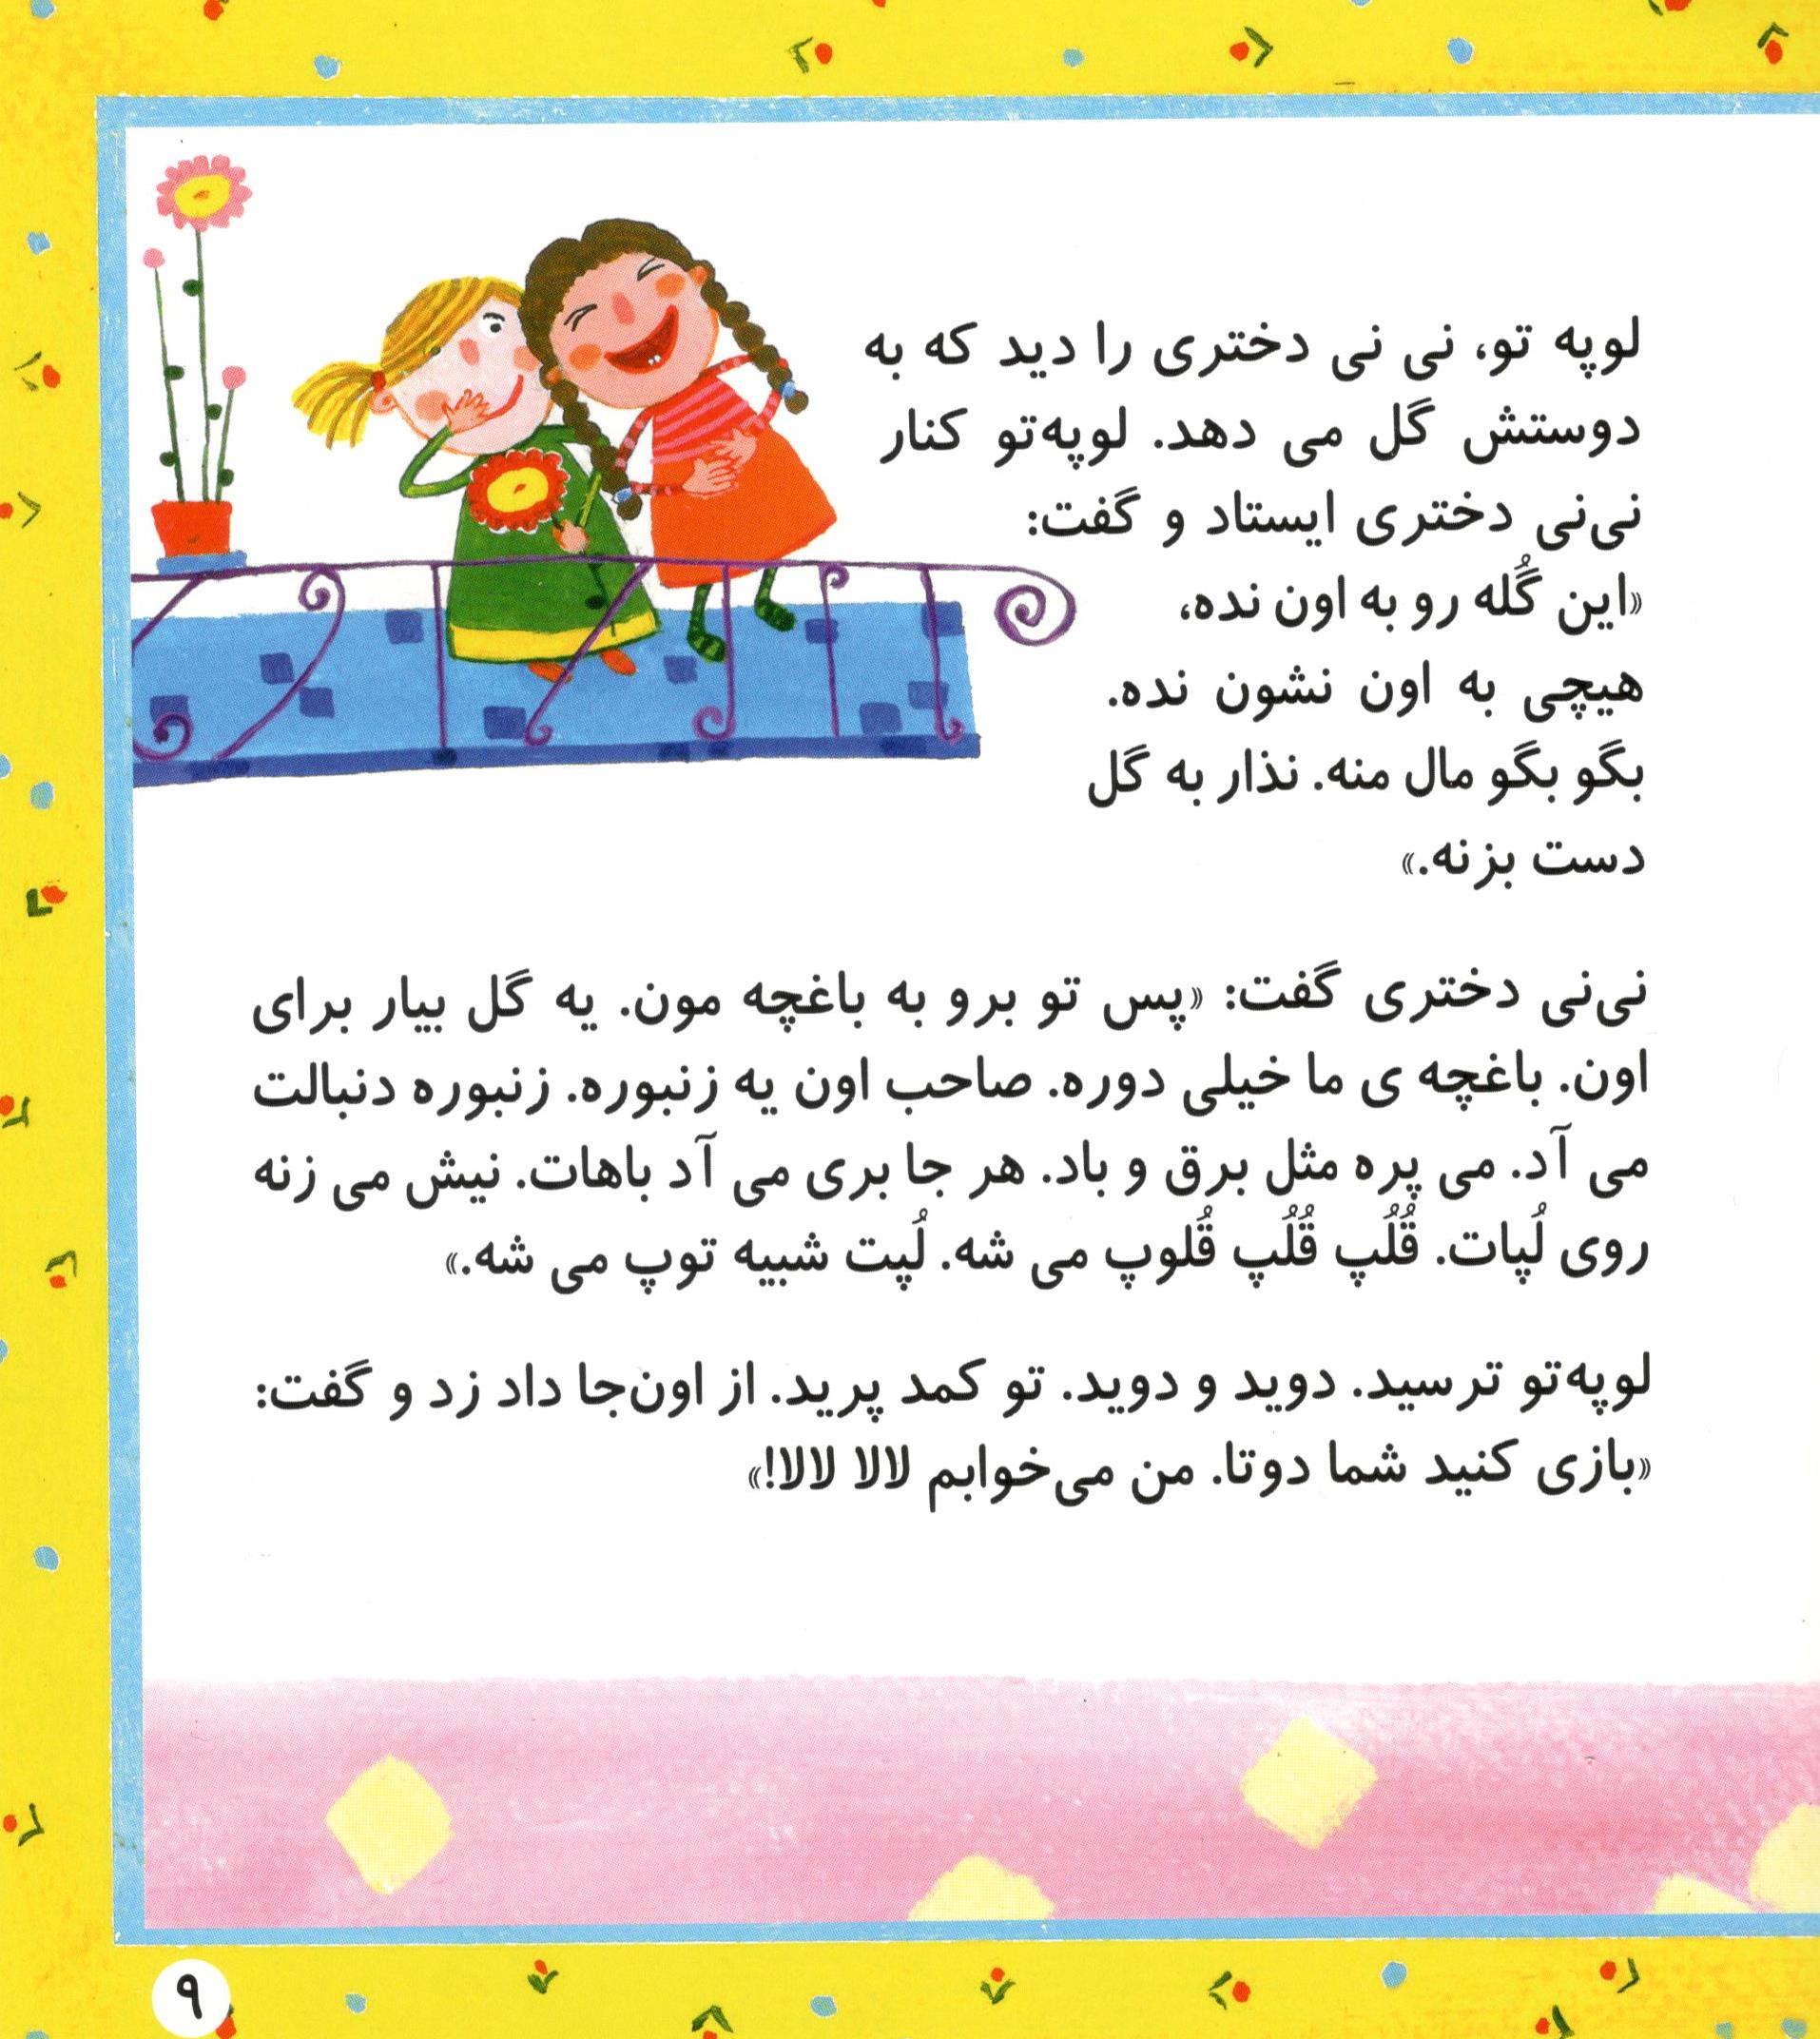 لوپه تو، نی نی دختری را دید که به
دوستش گل می دهد. لوپه‌تو کنار
نی‌نی دختری ایستاد و گفت:
«این گُله رو به اون نده،
هیچی به اون نشون نده.
بگو بگو مال منه. نذار به گل
دست بزنه.»
نی‌نی دختری گفت: «پس تو برو به باغچه مون. یه گل بیار برای
اون. باغچه ی ما خیلی دوره. صاحب اون یه زنبوره. زنبوره دنبالت
می آد. می پره مثل برق و باد. هر جا بری می آد باهات. نیش می زنه
روی لُپات. قُلُپ قُلُپ قُلوپ می شه. لُپت شبیه توپ می شه.»
لوپه‌تو ترسید. دوید و دوید. تو کمد پرید. از اون‌جا داد زد و گفت:
«بازی کنید شما دوتا. من می‌خوابم لالا لالا!»
۹